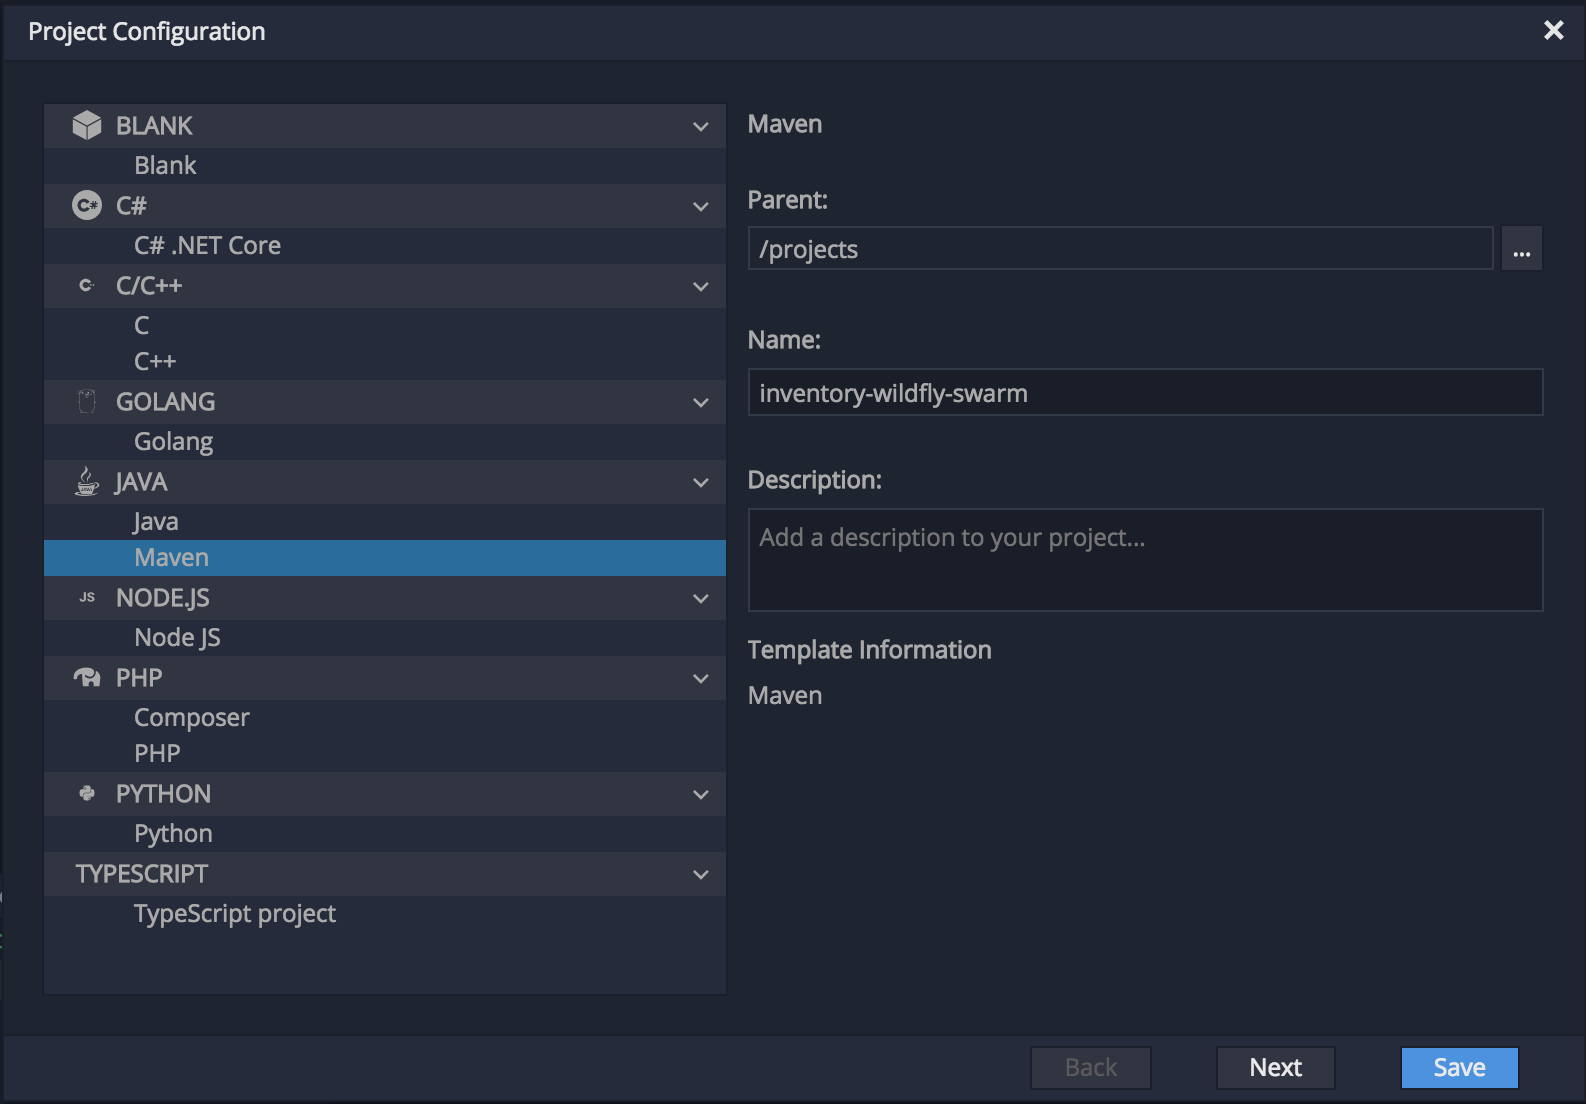 Project Configuration
BLANK
Blank
C#
C# .NET Core
C/C++
C
C++
GOLANG
Golang
JAVA
Java
Maven
JS NODE.JS
Node JS
PHP
Composer
PHP
PYTHON
Python
TYPESCRIPT
TypeScript project
Maven
Parent:
/projects
...
Name:
inventory-wildfly-swarm
Description:
Add a description to your project...
Template Information
Maven
Back
Next
Save